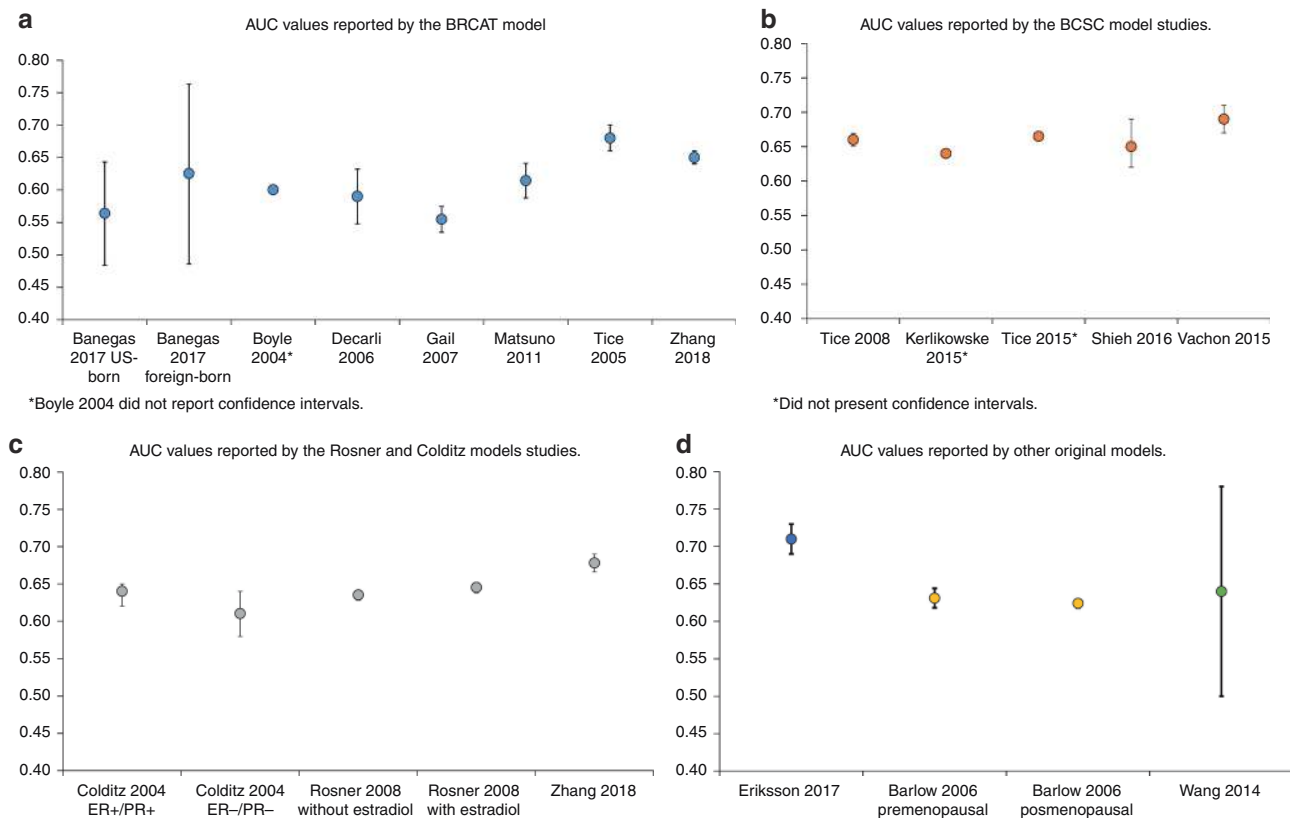 a
AUC values reported by the BRCAT model
0.80
0.75
0.70
0.65
0.60
0.55
0.50
0.45
0.40
Banegas 2017 US-born
Banegas 2017 foreign-born
Boyle 2004*
Decarli 2006
Gail 2007
Matsuno 2011
Tice 2005
Zhang 2018
*Boyle 2004 did not report confidence intervals.
b
AUC values reported by the BCSC model studies.
0.80
0.75
0.70
0.65
0.60
0.55
0.50
0.45
0.40
Tice 2008
Kerlikowske 2015*
Tice 2015*
Shieh 2016
Vachon 2015
*Did not present confidence intervals.
c
AUC values reported by the Rosner and Colditz models studies.
0.80
0.75
0.70
0.65
0.60
0.55
0.50
0.45
0.40
Colditz 2004 ER+/PR+
Colditz 2004 ER–/PR–
Rosner 2008 without estradiol
Rosner 2008 with estradiol
Zhang 2018
d
AUC values reported by other original models.
0.80
0.75
0.70
0.65
0.60
0.55
0.50
0.45
0.40
Eriksson 2017
Barlow 2006 premenopausal
Barlow 2006 posmenopausal
Wang 2014